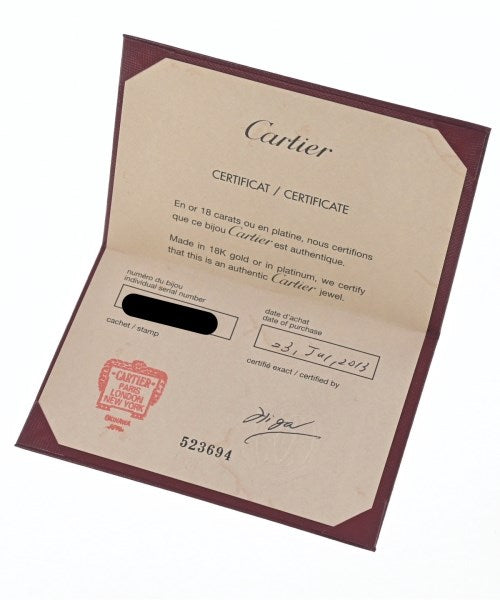 Cartier
CERTIFICAT / CERTIFICATE
En or 18 carats ou en platine, nous certifions
que ce bijou Cartier est authentique.
Made in 18K gold or in platinum, we certify
that this is an authentic Cartier jewel.
numéro du bijou
individual serial number
cachet / stamp
date d'achat
date of purchase
23, Jul, 2013
certifié exact / certified by
CARTIER
PARIS
LONDON
NEW YORK
OKINAWA
JAPAN
Higa
523694